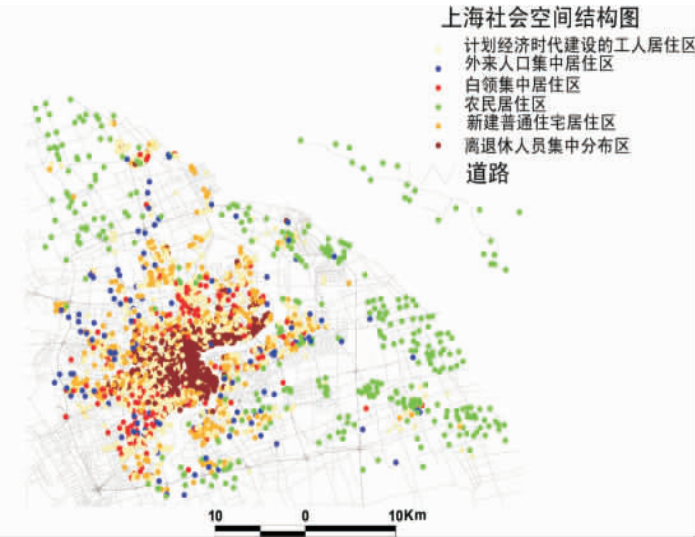 上海社会空间结构图
计划经济时代建设的工人居住区
外来人口集中居住区
白领集中居住区
农民居住区
新建普通住宅居住区
离退休人员集中分布区
道路
10 0 10Km